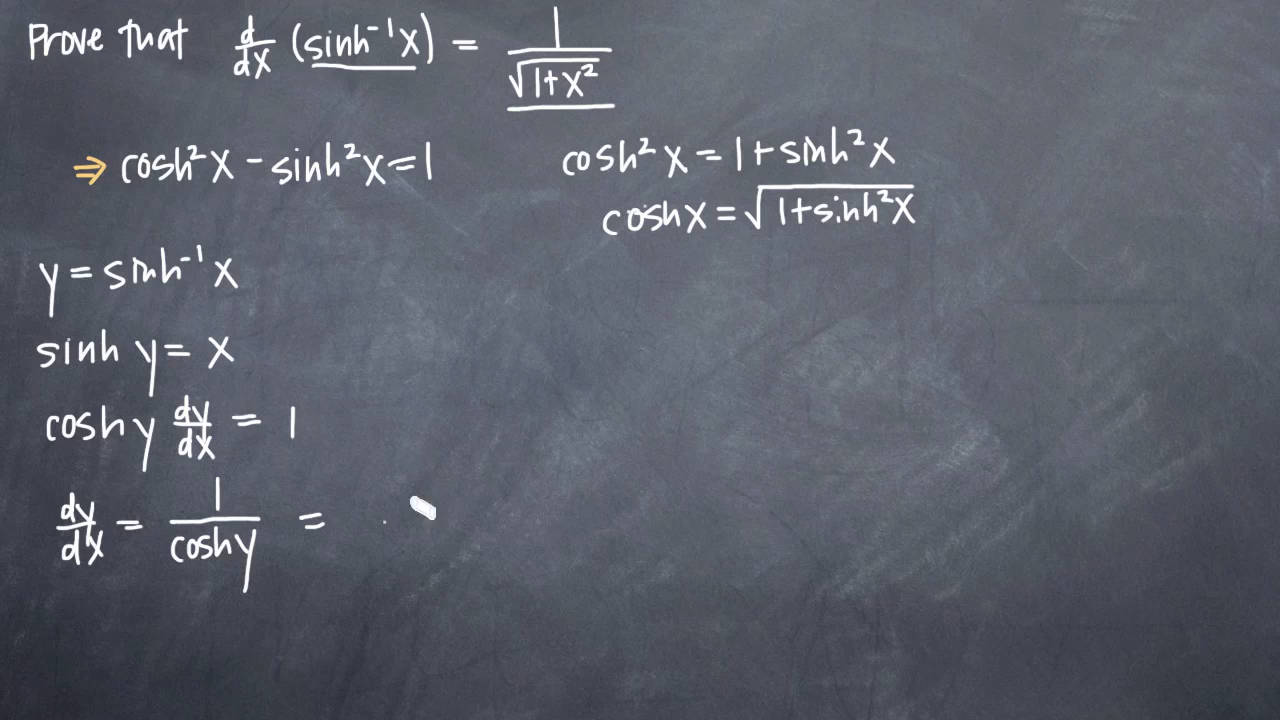 Prove that d/dx (sinh⁻¹x) = 1/√(1+x²)
⇒ cosh²x - sinh²x = 1
cosh²x = 1 + sinh²x
coshx = √(1+sinh²x)
y = sinh⁻¹x
sinh y = x
cosh y dy/dx = 1
dy/dx = 1/cosh y =